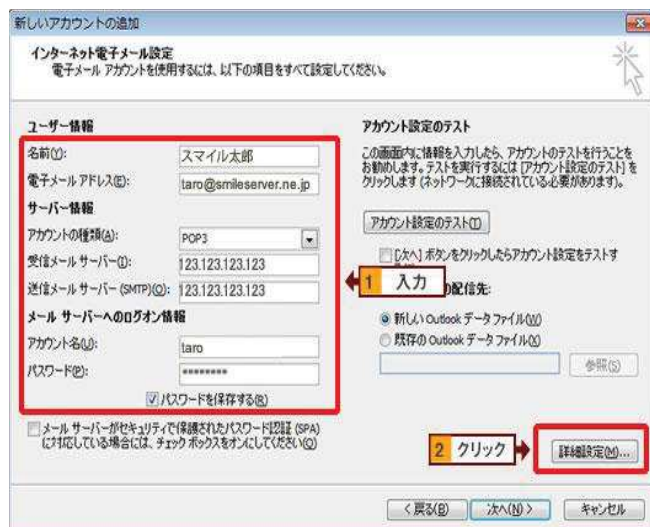 新しいアカウントの追加
インターネット電子メール設定
電子メール アカウントを使用するには、以下の項目をすべて設定してください。
ユーザー情報
名前(Y):
スマイル太郎
電子メール アドレス(E):
taro@smileserver.ne.jp
サーバー情報
アカウントの種類(A):
POP3
受信メール サーバー(I):
123.123.123.123
送信メール サーバー (SMTP)(O):
123.123.123.123
メール サーバーへのログオン情報
アカウント名(U):
taro
パスワード(P):
********
パスワードを保存する(R)
メール サーバーがセキュリティで保護されたパスワード認証 (SPA)
に対応している場合には、チェック ボックスをオンにしてください(Q)
アカウント設定のテスト
この画面内に情報を入力したら、アカウントのテストを行うことを
お勧めします。テストを実行するには [アカウント設定のテスト] を
クリックします (ネットワークに接続されている必要があります)。
アカウント設定のテスト(T)
[次へ] ボタンをクリックしたらアカウント設定をテストす
1 入力
の配信先:
新しい Outlook データ ファイル(W)
既存の Outlook データ ファイル(X)
参照(S)
2 クリック
詳細設定(M)...
< 戻る(B)
次へ(N) >
キャンセル